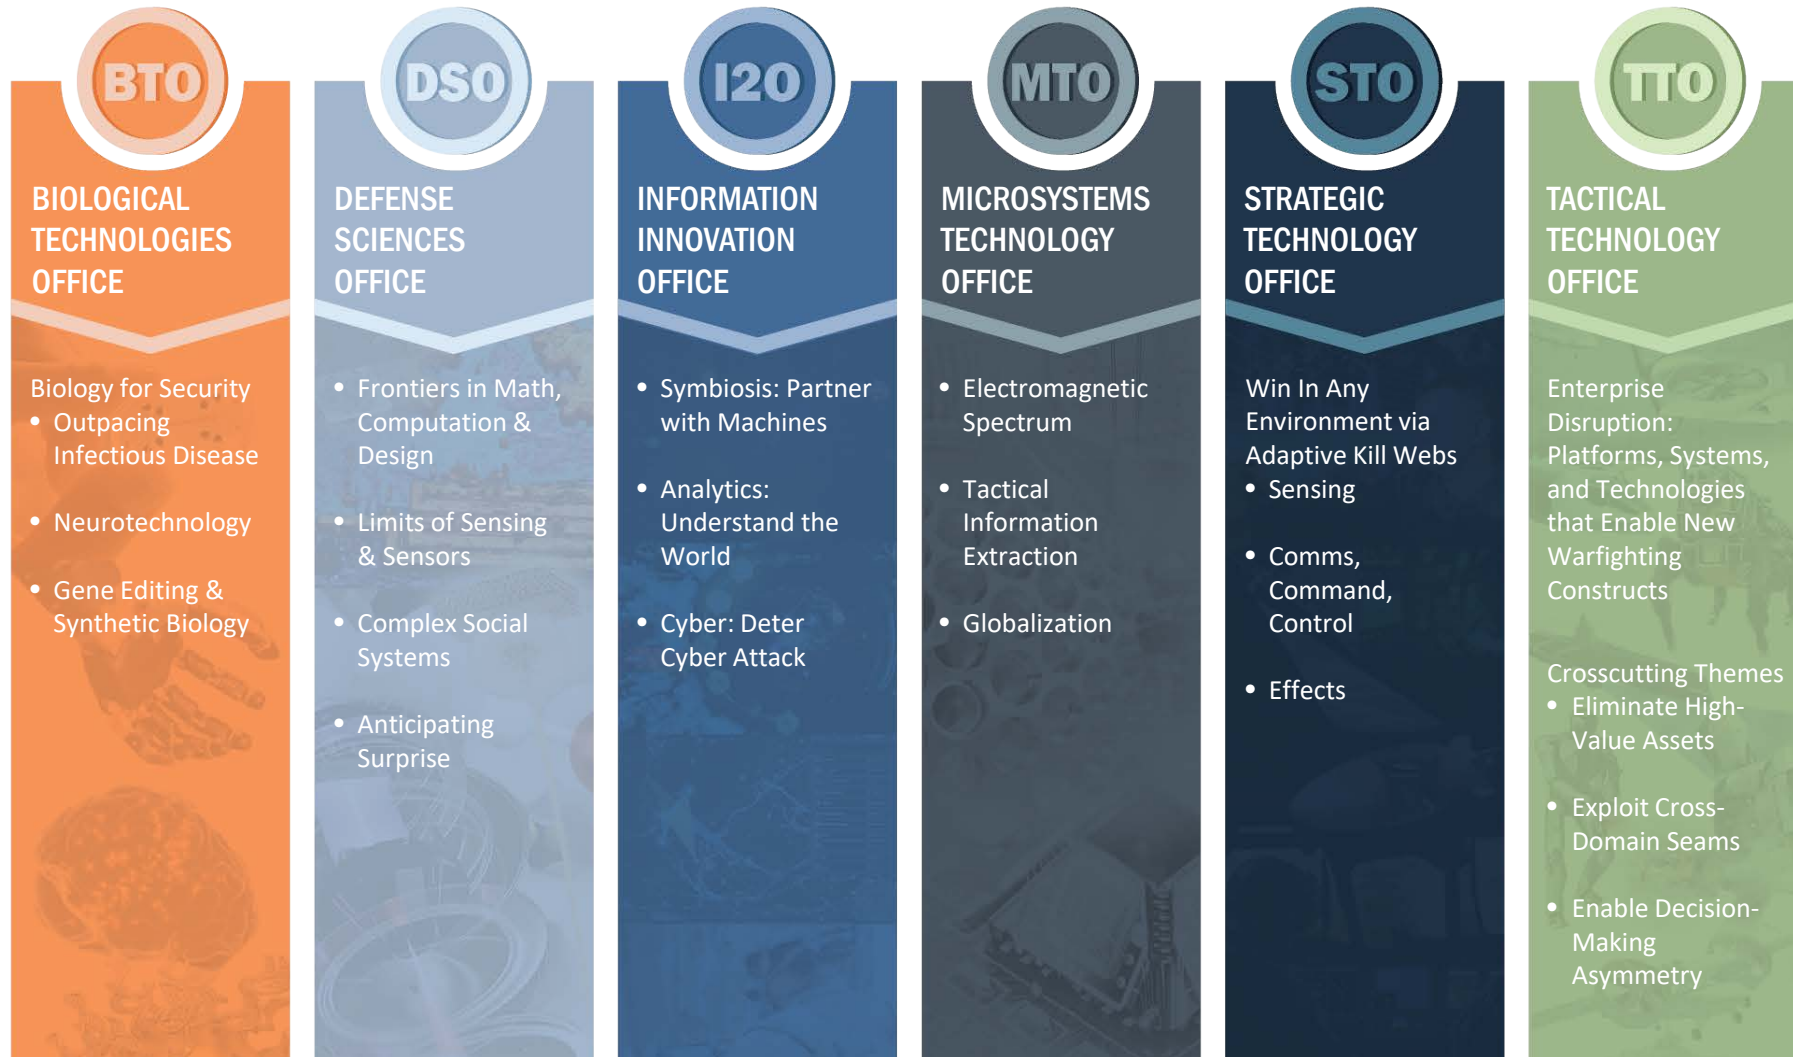 BTO
BIOLOGICAL
TECHNOLOGIES
OFFICE
Biology for Security
• Outpacing
Infectious Disease
• Neurotechnology
• Gene Editing &
Synthetic Biology
DSO
DEFENSE
SCIENCES
OFFICE
• Frontiers in Math,
Computation &
Design
• Limits of Sensing
& Sensors
• Complex Social
Systems
• Anticipating
Surprise
I2O
INFORMATION
INNOVATION
OFFICE
• Symbiosis: Partner
with Machines
• Analytics:
Understand the
World
• Cyber: Deter
Cyber Attack
MTO
MICROSYSTEMS
TECHNOLOGY
OFFICE
• Electromagnetic
Spectrum
• Tactical
Information
Extraction
• Globalization
STO
STRATEGIC
TECHNOLOGY
OFFICE
Win In Any
Environment via
Adaptive Kill Webs
• Sensing
• Comms,
Command,
Control
• Effects
TTO
TACTICAL
TECHNOLOGY
OFFICE
Enterprise
Disruption:
Platforms, Systems,
and Technologies
that Enable New
Warfighting
Constructs
Crosscutting Themes
• Eliminate High-
Value Assets
• Exploit Cross-
Domain Seams
• Enable Decision-
Making
Asymmetry